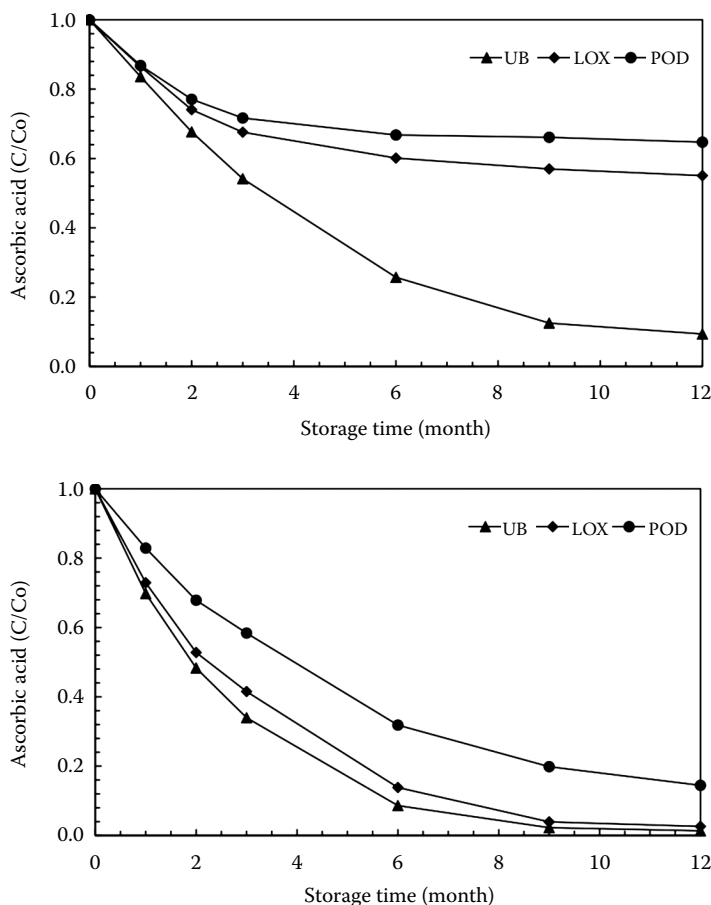 1.0
UB LOX POD
0.8
0.6
0.4
0.2
0.0
Ascorbic acid (C/Co)
0 2 4 6 8 10 12
Storage time (month)
1.0
UB LOX POD
0.8
0.6
0.4
0.2
0.0
Ascorbic acid (C/Co)
0 2 4 6 8 10 12
Storage time (month)